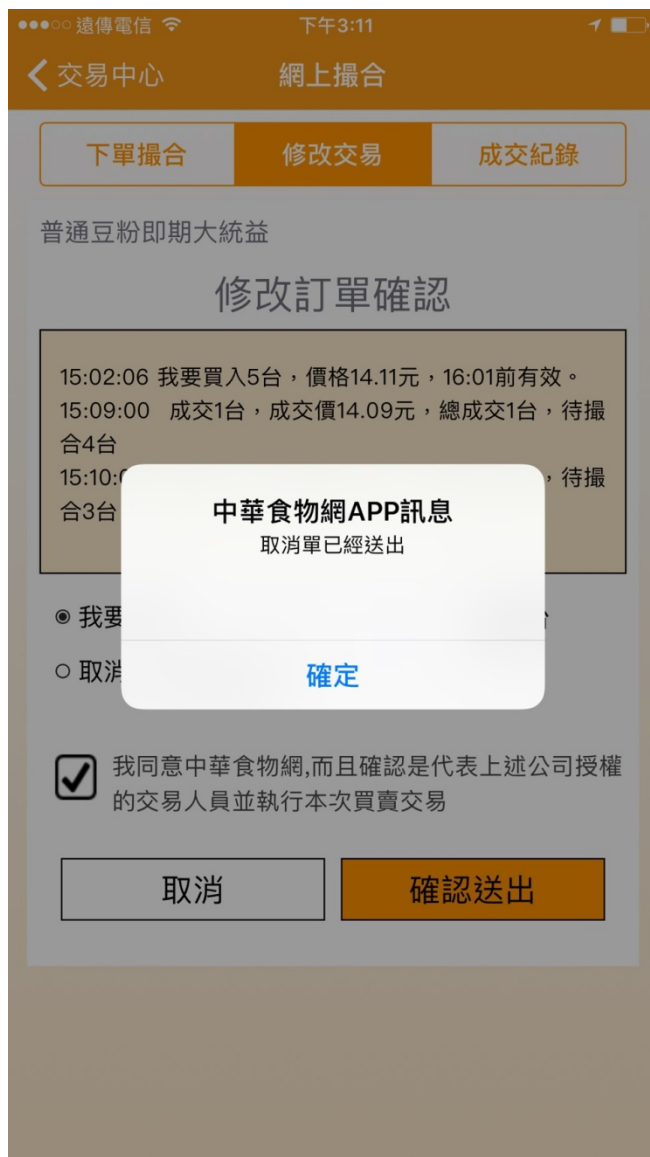 遠傳電信 下午3:11
交易中心 網上撮合
下單撮合 修改交易 成交紀錄
普通豆粉即期大統益
修改訂單確認
15:02:06 我要買入5台，價格14.11元，16:01前有效。
15:09:00 成交1台，成交價14.09元，總成交1台，待撮
合4台
15:10: ，待撮
合3台
中華食物網APP訊息
取消單已經送出
確定
我要
取消
我同意中華食物網,而且確認是代表上述公司授權
的交易人員並執行本次買賣交易
取消 確認送出